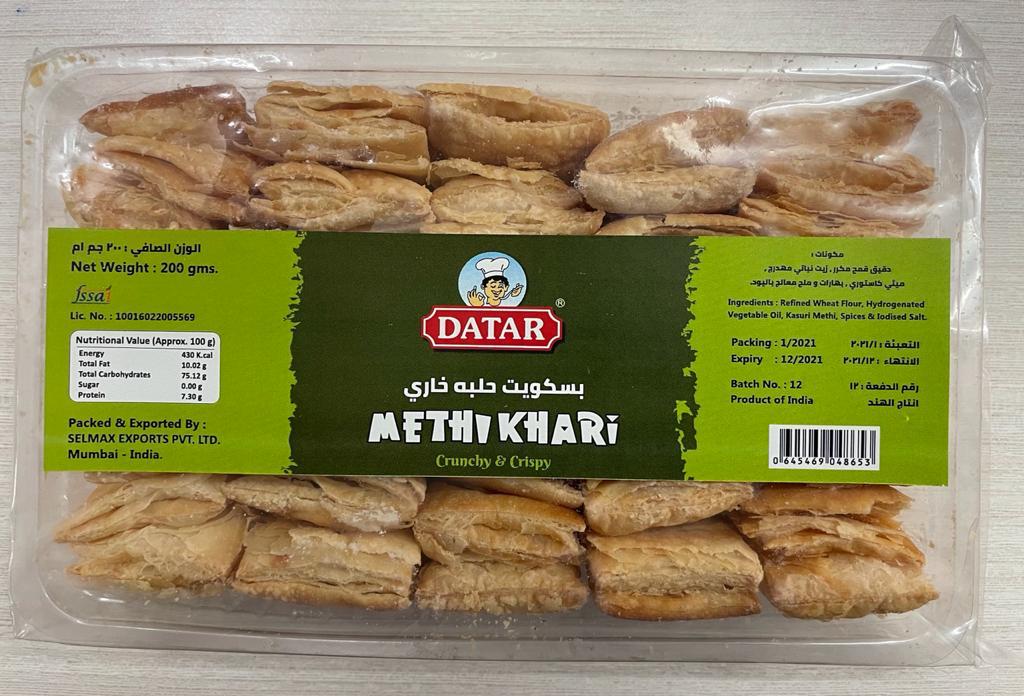 الوزن الصافي : ٢٠٠ جم ام
Net Weight : 200 gms.
fssai
Lic. No. : 10016022005569
Nutritional Value (Approx. 100 g)
Energy 430 K.cal
Total Fat 10.02 g
Total Carbohydrates 75.12 g
Sugar 0.00 g
Protein 7.30 g
Packed & Exported By :
SELMAX EXPORTS PVT. LTD.
Mumbai - India.
DATAR ®
بسكويت حلبه خاري
METHI KHARI
Crunchy & Crispy
مكونات :
دقيق قمح مكرر, زيت نباتي مهدرج,
ميثي كاستوري, بهارات و ملح معالج باليود.
Ingredients : Refined Wheat Flour, Hydrogenated
Vegetable Oil, Kasuri Methi, Spices & Iodised Salt.
Packing : 1/2021 التعبئة : ٢٠٢١/١
Expiry : 12/2021 الانتهاء : ٢٠٢١/١٢
Batch No. : 12 رقم الدفعة : ١٢
Product of India انتاج الهند
0 645469 048653